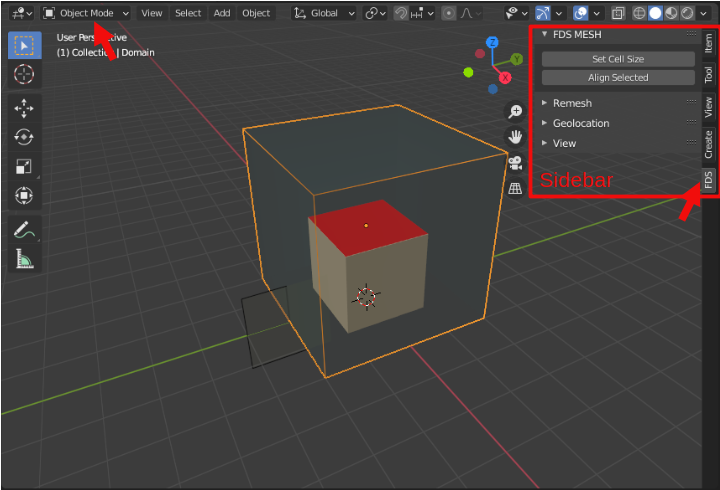 Object Mode View Select Add Object Global
User Perspective
(1) Collection | Domain
Z
Y
X
FDS MESH
Set Cell Size
Align Selected
Remesh
Geolocation
View
Sidebar
Item
Tool
View
Create
FDS